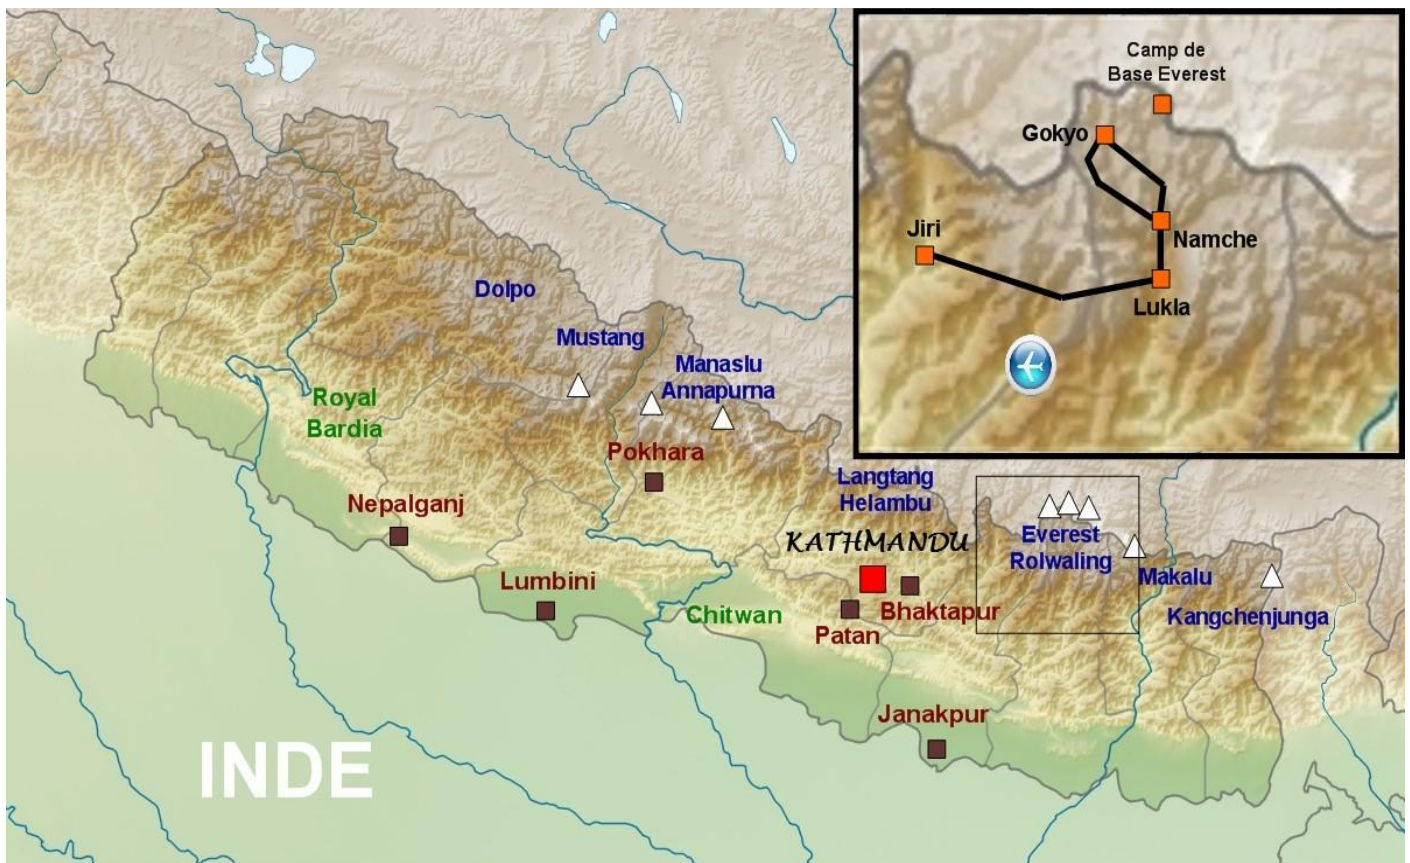 Camp de
Base Everest
Gokyo
Jiri
Namche
Lukla
Dolpo
Mustang
Manaslu
Annapurna
Royal
Bardia
Pokhara
Langtang
Helambu
Nepalganj
KATHMANDU
Everest
Rolwaling
Lumbini
Makalu
Chitwan
Bhaktapur
Kangchenjunga
Patan
Janakpur
INDE